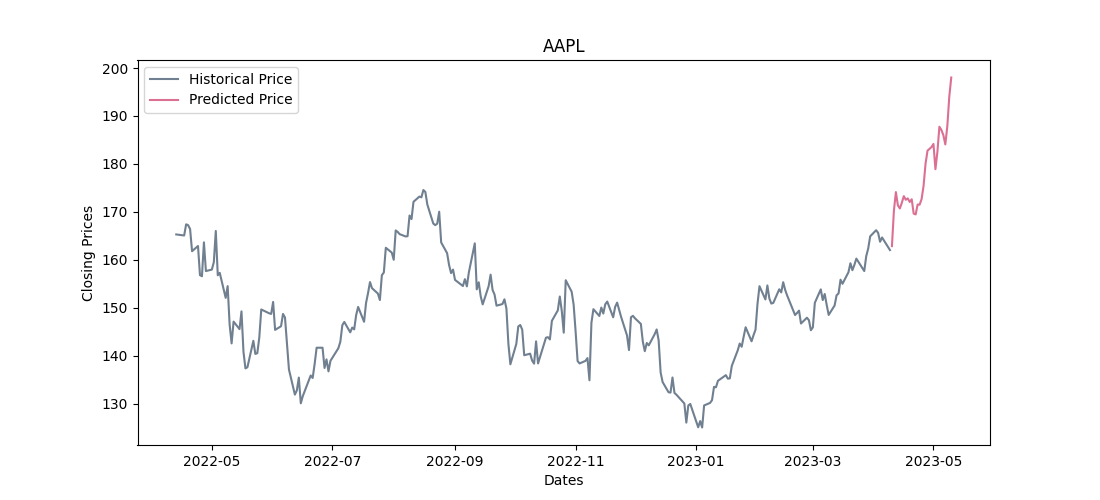 AAPL
Historical Price
Predicted Price
200
190
180
170
160
150
140
130
Closing Prices
2022-05 2022-07 2022-09 2022-11 2023-01 2023-03 2023-05
Dates